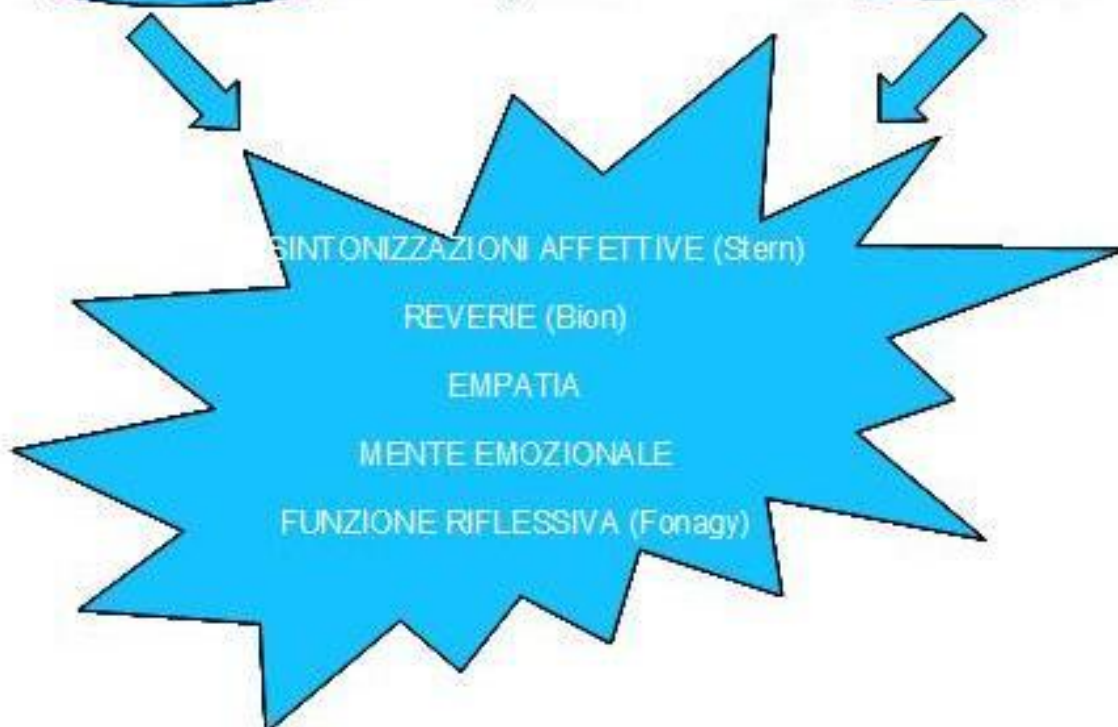 SINTONIZZAZIONI AFFETTIVE (Stern)
REVERIE (Bion)
EMPATIA
MENTE EMOZIONALE
FUNZIONE RIFLESSIVA (Fonagy)